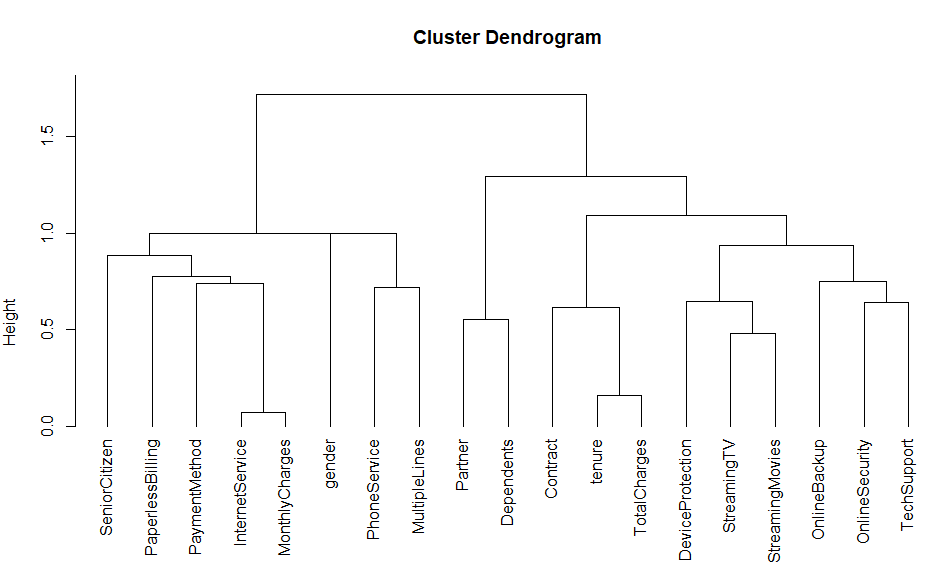 Cluster Dendrogram
Height
0.0
0.5
1.0
1.5
SeniorCitizen
PaperlessBilling
PaymentMethod
InternetService
MonthlyCharges
gender
PhoneService
MultipleLines
Partner
Dependents
Contract
tenure
TotalCharges
DeviceProtection
StreamingTV
StreamingMovies
OnlineBackup
OnlineSecurity
TechSupport